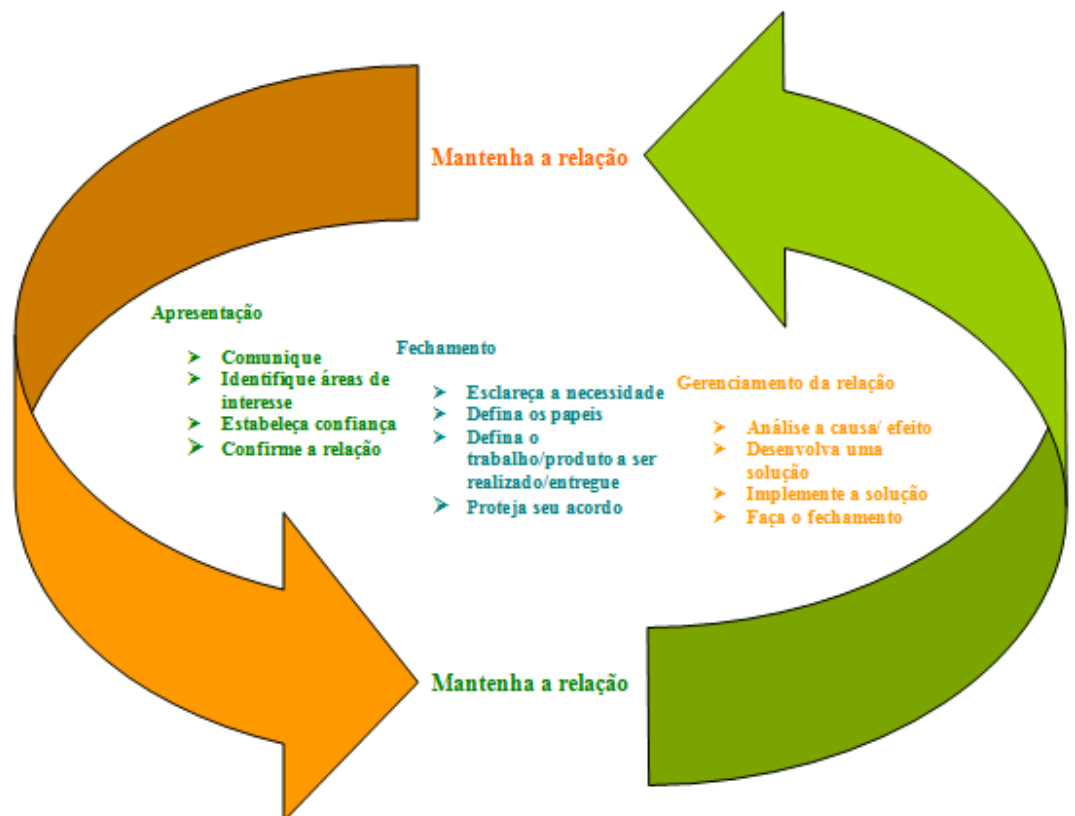 Mantenha a relação
Apresentação
➢ Comunique
➢ Identifique áreas de
interesse
➢ Estabeleça confiança
➢ Confirme a relação
Fechamento
➢ Esclareça a necessidade
➢ Defina os papeis
➢ Defina o
trabalho/produto a ser
realizado/entregue
➢ Proteja seu acordo
Gerenciamento da relação
➢ Análise a causa/ efeito
➢ Desenvolva uma
solução
➢ Implemente a solução
➢ Faça o fechamento
Mantenha a relação